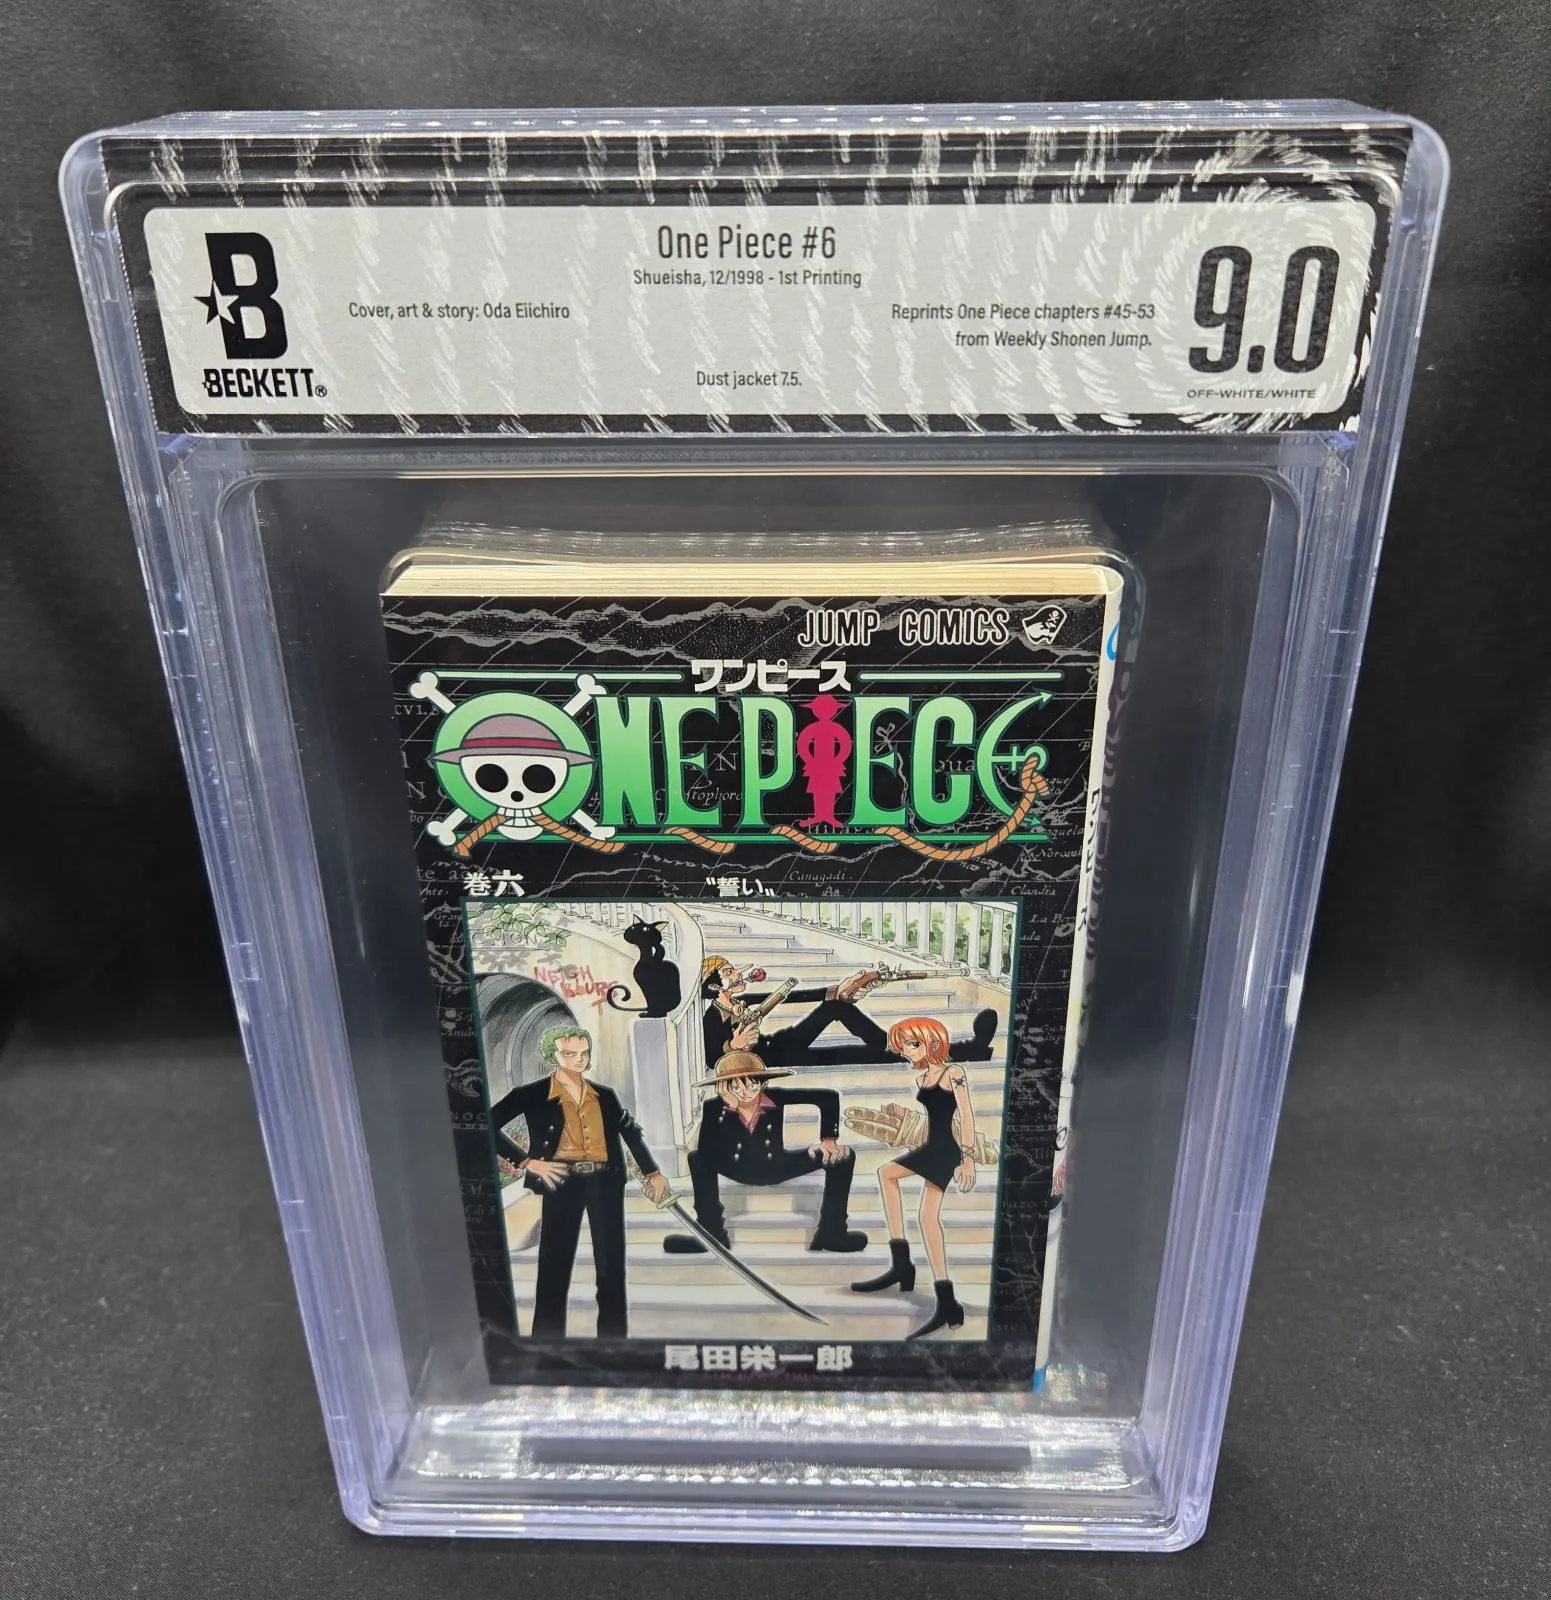 One Piece #6
Shueisha, 12/1998 - 1st Printing
Cover, art & story: Oda Eiichiro
Reprints One Piece chapters #45-53
from Weekly Shonen Jump.
Dust jacket 7.5.
B
BECKETT®
9.0
OFF-WHITE/WHITE
JUMP COMICS
ワンピース
ONE PIECE
巻六
〝誓い〟
NEIGH
BOURS
尾田栄一郎